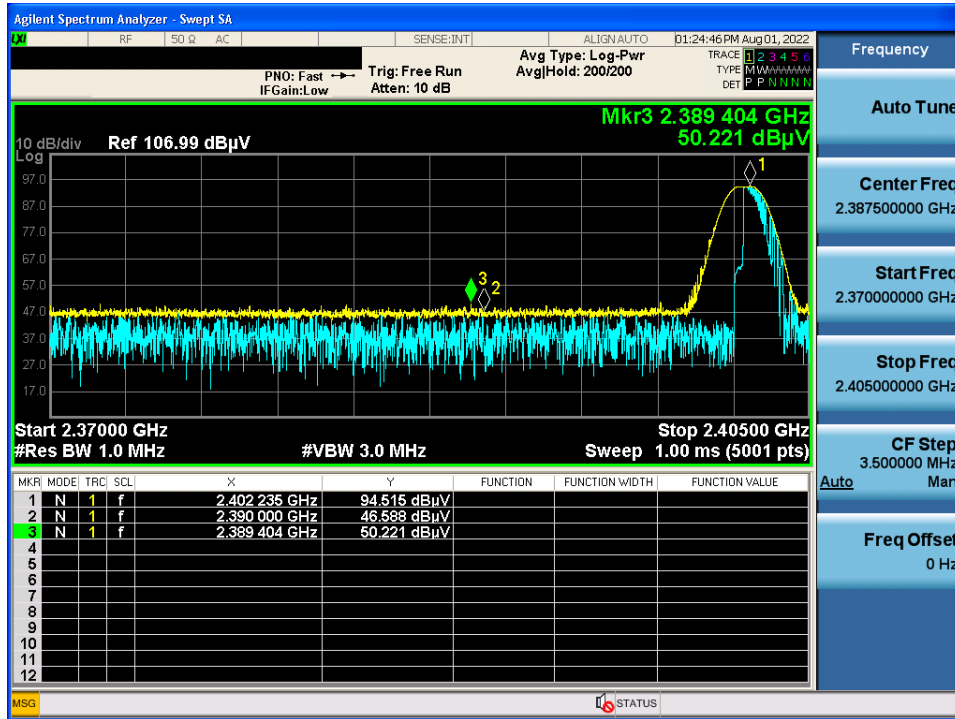 Agilent Spectrum Analyzer - Swept SA
LXI RF 50 Ω AC SENSE:INT ALIGN AUTO 01:24:46 PM Aug 01, 2022
PNO: Fast Trig: Free Run Avg Type: Log-Pwr TRACE 1 2 3 4 5 6
IFGain:Low Atten: 10 dB Avg|Hold: 200/200 TYPE M WWWWW
DET P P N N N N
Mkr3 2.389 404 GHz
50.221 dBµV
10 dB/div Ref 106.99 dBµV
Log
97.0
87.0
77.0
67.0
57.0
47.0
37.0
27.0
17.0
1
3
2
Start 2.37000 GHz Stop 2.40500 GHz
#Res BW 1.0 MHz #VBW 3.0 MHz Sweep 1.00 ms (5001 pts)
MKR MODE TRC SCL X Y FUNCTION FUNCTION WIDTH FUNCTION VALUE
1 N 1 f 2.402 235 GHz 94.515 dBµV
2 N 1 f 2.390 000 GHz 46.588 dBµV
3 N 1 f 2.389 404 GHz 50.221 dBµV
4
5
6
7
8
9
10
11
12
MSG STATUS
Frequency
Auto Tune
Center Freq
2.387500000 GHz
Start Freq
2.370000000 GHz
Stop Freq
2.405000000 GHz
CF Step
3.500000 MHz
Auto Man
Freq Offset
0 Hz